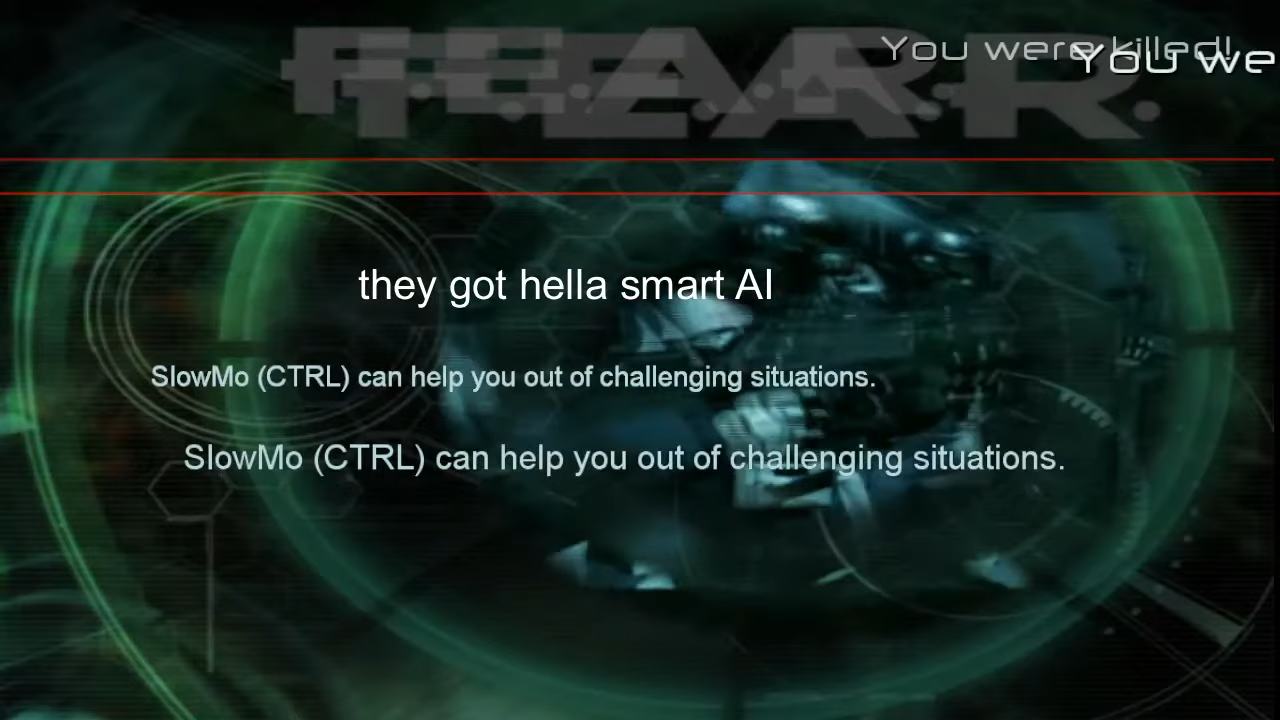 F.E.A.R.
F.E.A.R.
You were killed!
You we
they got hella smart AI
SlowMo (CTRL) can help you out of challenging situations.
SlowMo (CTRL) can help you out of challenging situations.